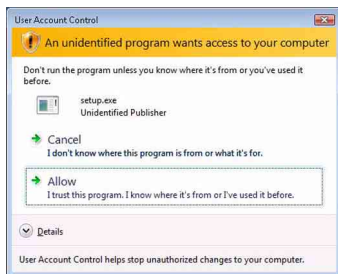 User Account Control
An unidentified program wants access to your computer
Don't run the program unless you know where it's from or you've used it
before.
setup.exe
Unidentified Publisher
Cancel
I don't know where this program is from or what it's for.
Allow
I trust this program. I know where it's from or I've used it before.
Details
User Account Control helps stop unauthorized changes to your computer.